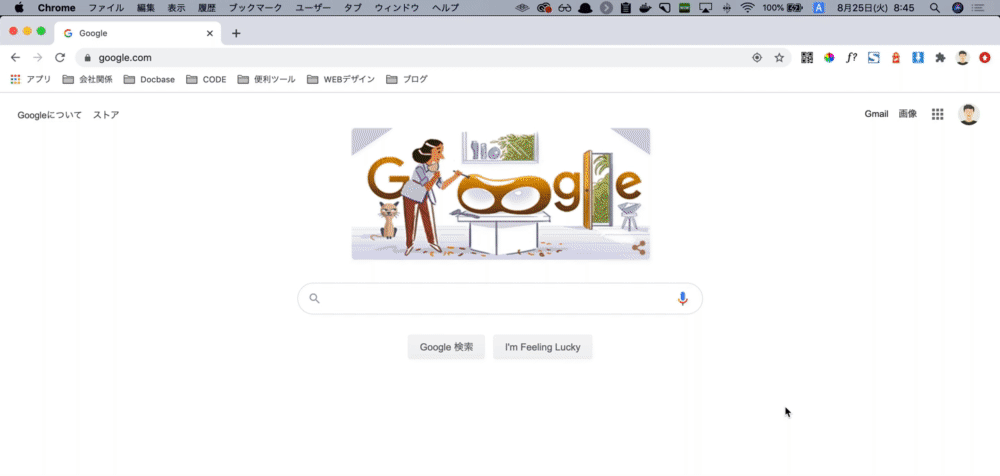 Chrome ファイル 編集 表示 履歴 ブックマーク ユーザー タブ ウィンドウ ヘルプ 100% A 8月25日(火) 8:45
Google
google.com f?
アプリ 会社関係 Docbase CODE 便利ツール WEBデザイン ブログ
Googleについて ストア Gmail 画像
Google
Google 検索 I'm Feeling Lucky